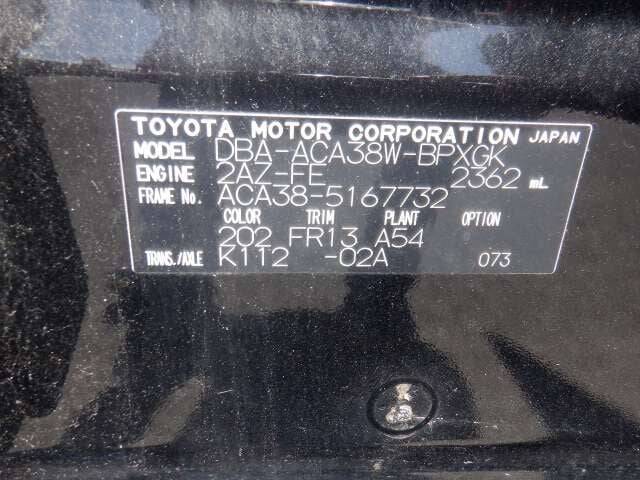 TOYOTA MOTOR CORPORATION JAPAN
MODEL DBA-ACA38W-BPXGK
ENGINE 2AZ-FE 2362 mL
FRAME No. ACA38-5167732
COLOR TRIM PLANT OPTION
202 FR13 A54
TRANS./AXLE K112 -02A 073